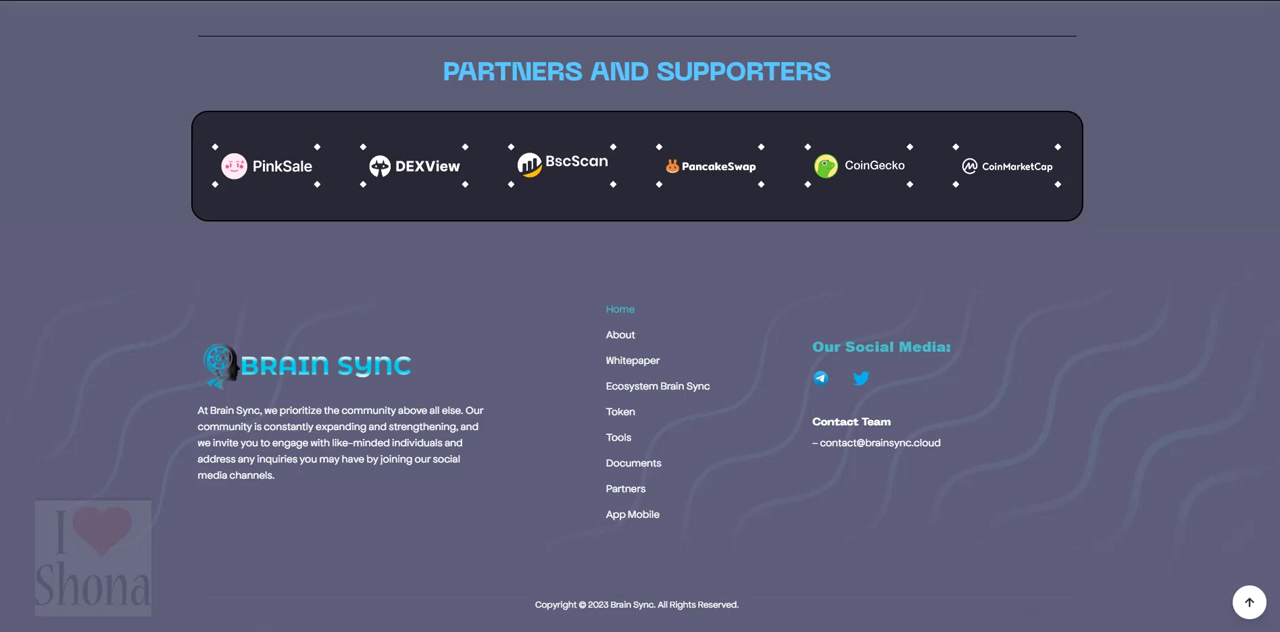 PARTNERS AND SUPPORTERS
PinkSale
DEXView
BscScan
PancakeSwap
CoinGecko
CoinMarketCap
BRAIN SYNC
At Brain Sync, we prioritize the community above all else. Our
community is constantly expanding and strengthening, and
we invite you to engage with like-minded individuals and
address any inquiries you may have by joining our social
media channels.
Home
About
Whitepaper
Ecosystem Brain Sync
Token
Tools
Documents
Partners
App Mobile
Our Social Media:
Contact Team
– contact@brainsync.cloud
I
Shona
Copyright © 2023 Brain Sync. All Rights Reserved.